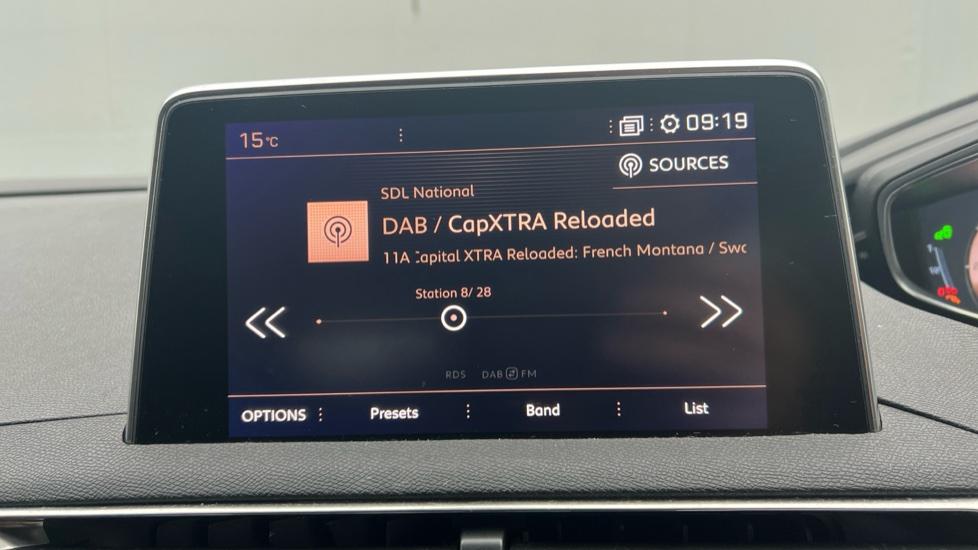 15°C
09:19
SOURCES
SDL National
DAB / CapXTRA Reloaded
11A :apital XTRA Reloaded: French Montana / Swc
Station 8/ 28
RDS DAB FM
OPTIONS Presets Band List